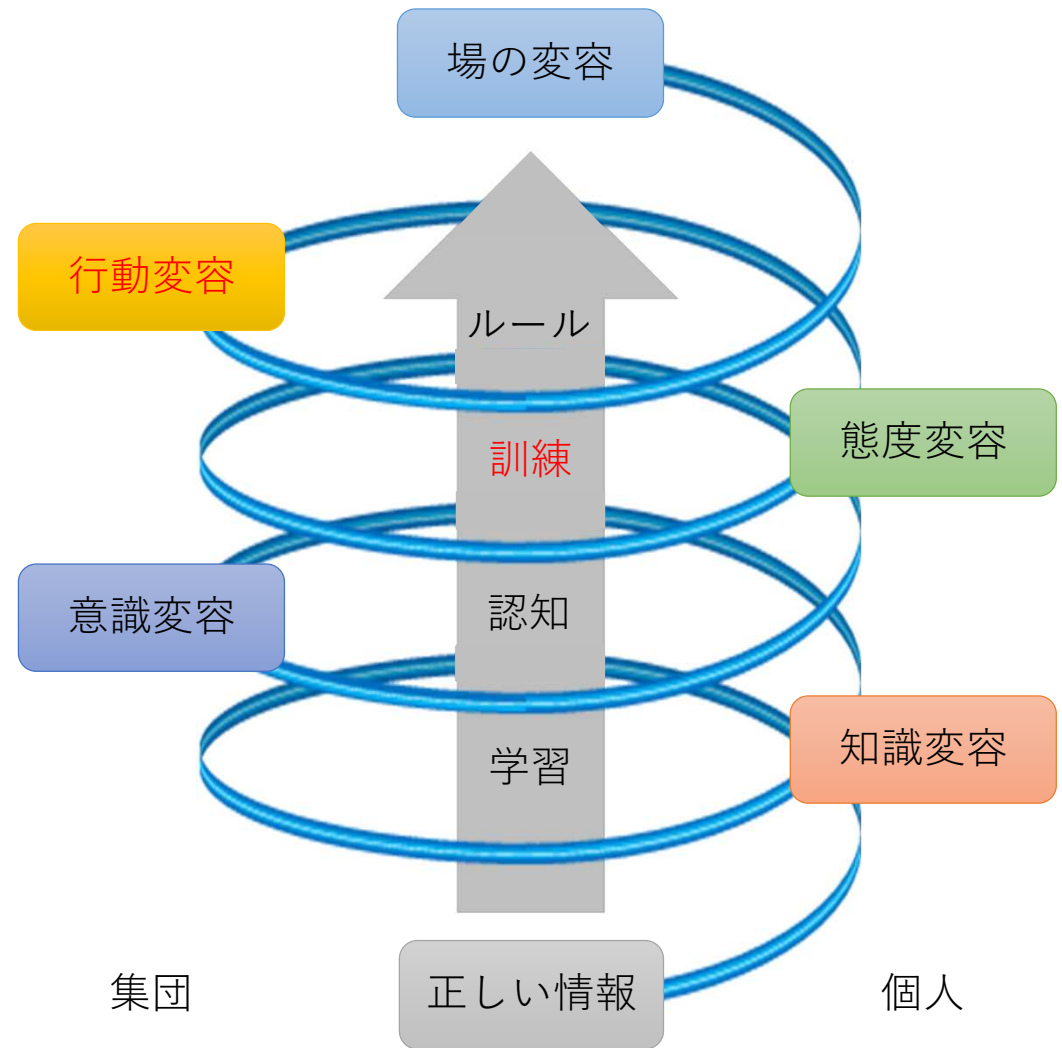 場の変容
行動変容
ルール
訓練
態度変容
意識変容
認知
知識変容
学習
集団
正しい情報
個人